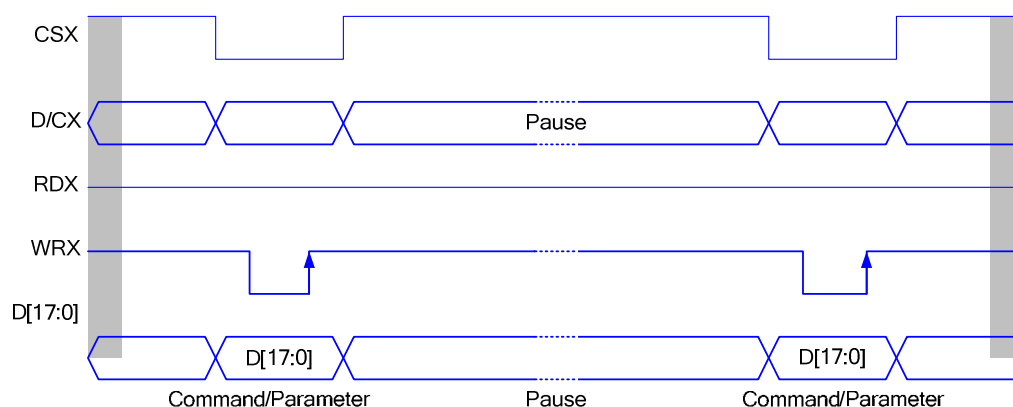 CSX
D/CX
Pause
RDX
WRX
D[17:0]
D[17:0] D[17:0]
Command/Parameter Pause Command/Parameter